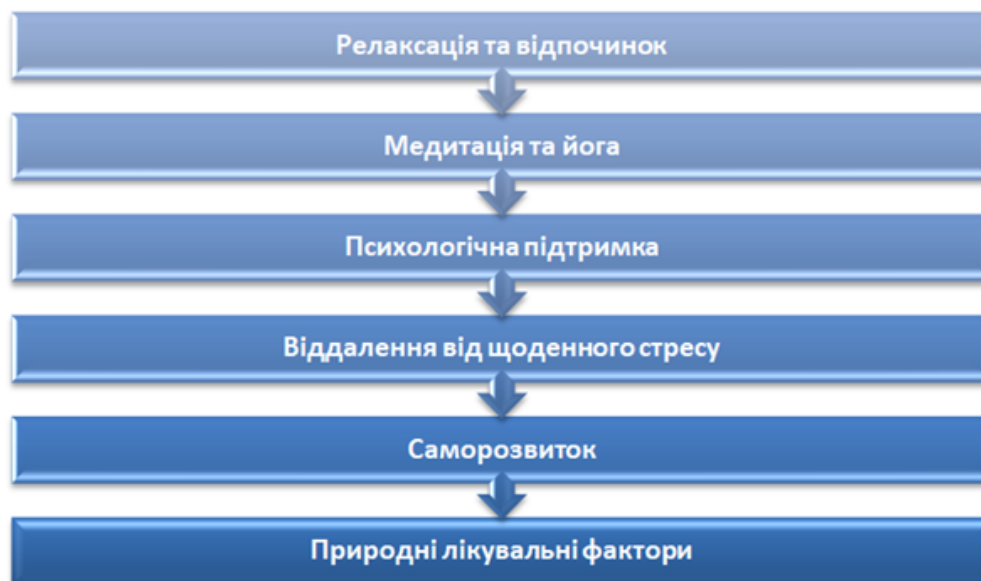 Релаксація та відпочинок
Медитація та йога
Психологічна підтримка
Віддалення від щоденного стресу
Саморозвиток
Природні лікувальні фактори